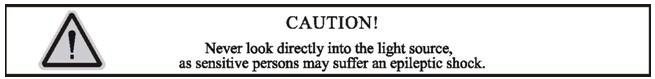 CAUTION!
Never look directly into the light source,
as sensitive persons may suffer an epileptic shock.